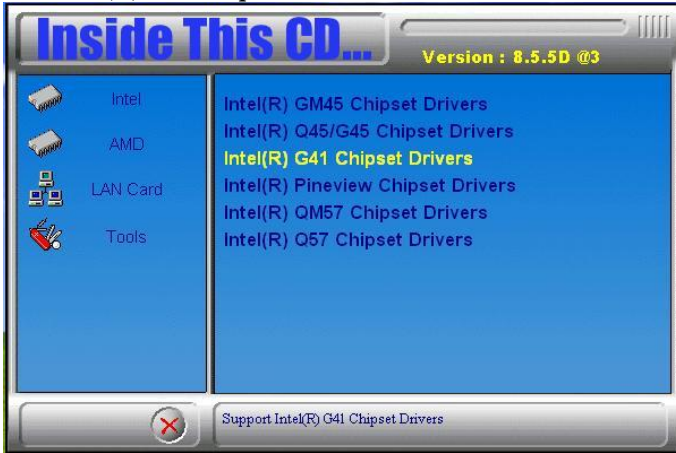 Inside This CD...
Version : 8.5.5D @3
Intel
AMD
LAN Card
Tools
Intel(R) GM45 Chipset Drivers
Intel(R) Q45/G45 Chipset Drivers
Intel(R) G41 Chipset Drivers
Intel(R) Pineview Chipset Drivers
Intel(R) QM57 Chipset Drivers
Intel(R) Q57 Chipset Drivers
Support Intel(R) G41 Chipset Drivers